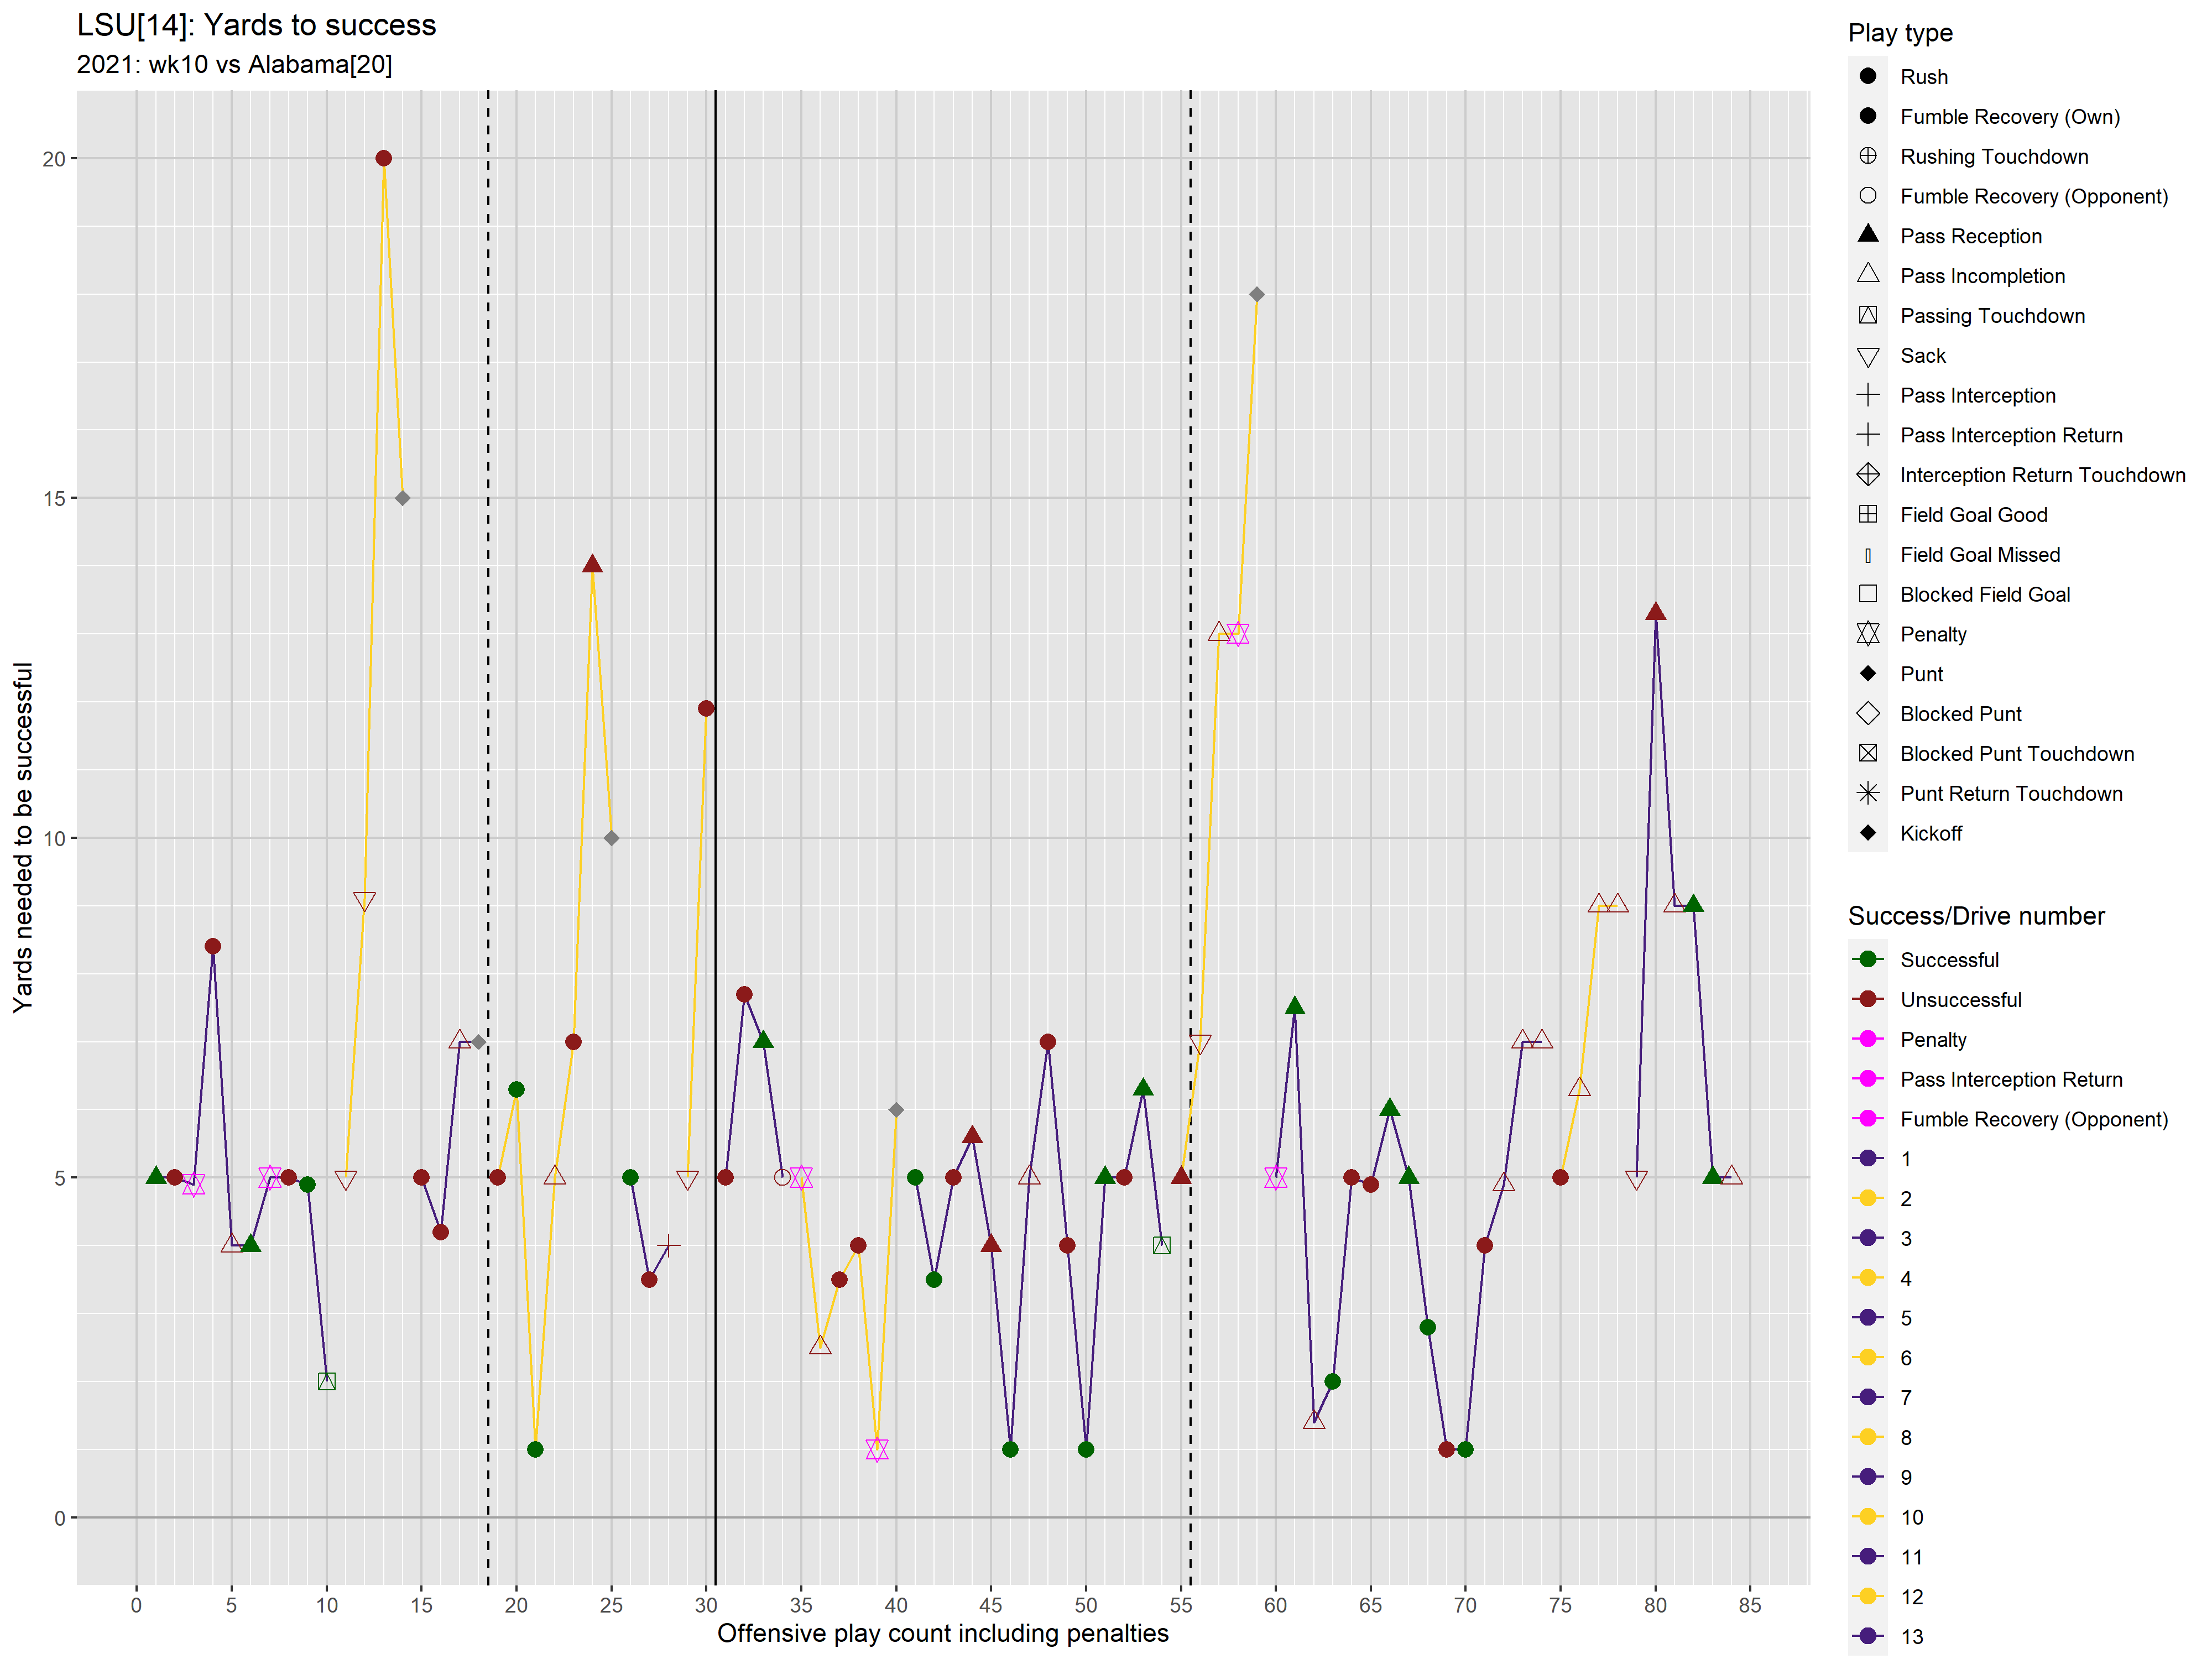 LSU[14]: Yards to success
2021: wk10 vs Alabama[20]
Yards needed to be successful
20
15
10
5
0
0 5 10 15 20 25 30 35 40 45 50 55 60 65 70 75 80 85
Offensive play count including penalties
Play type
Rush
Fumble Recovery (Own)
Rushing Touchdown
Fumble Recovery (Opponent)
Pass Reception
Pass Incompletion
Passing Touchdown
Sack
Pass Interception
Pass Interception Return
Interception Return Touchdown
Field Goal Good
Field Goal Missed
Blocked Field Goal
Penalty
Punt
Blocked Punt
Blocked Punt Touchdown
Punt Return Touchdown
Kickoff
Success/Drive number
Successful
Unsuccessful
Penalty
Pass Interception Return
Fumble Recovery (Opponent)
1
2
3
4
5
6
7
8
9
10
11
12
13